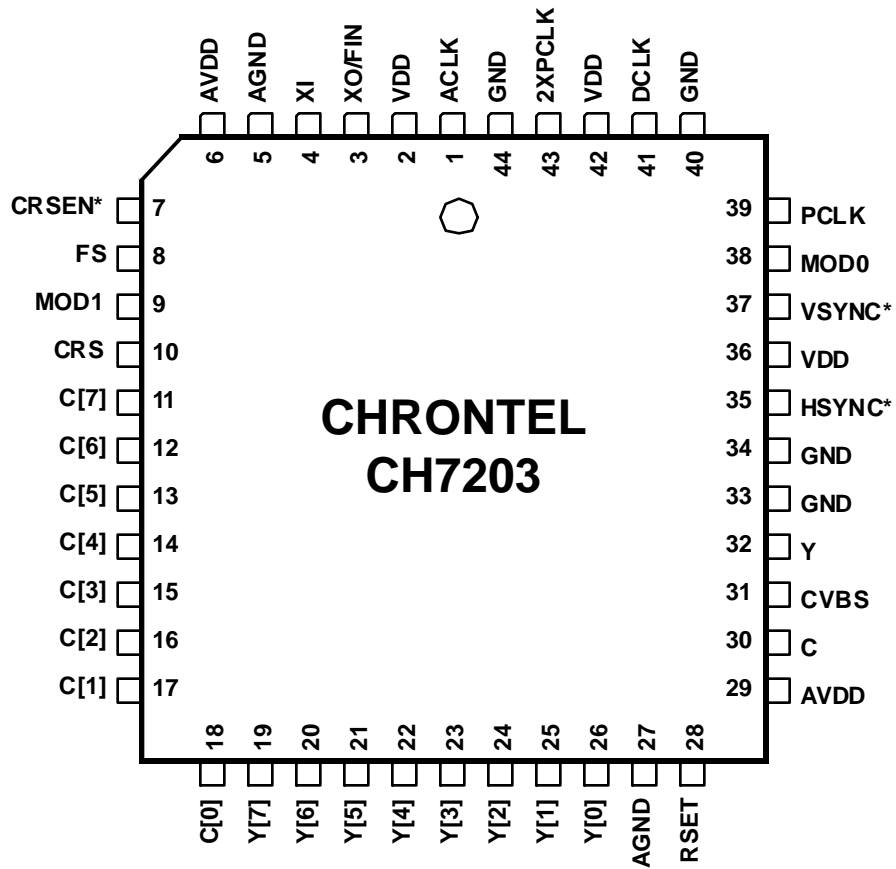 AVDD
AGND
XI
XO/FIN
VDD
ACLK
GND
2XPCLK
VDD
DCLK
GND
6
5
4
3
2
1
44
43
42
41
40
CRSEN* 7
FS 8
MOD1 9
CRS 10
C[7] 11
C[6] 12
C[5] 13
C[4] 14
C[3] 15
C[2] 16
C[1] 17
CHRONTEL
CH7203
39 PCLK
38 MOD0
37 VSYNC*
36 VDD
35 HSYNC*
34 GND
33 GND
32 Y
31 CVBS
30 C
29 AVDD
18
19
20
21
22
23
24
25
26
27
28
C[0]
Y[7]
Y[6]
Y[5]
Y[4]
Y[3]
Y[2]
Y[1]
Y[0]
AGND
RSET